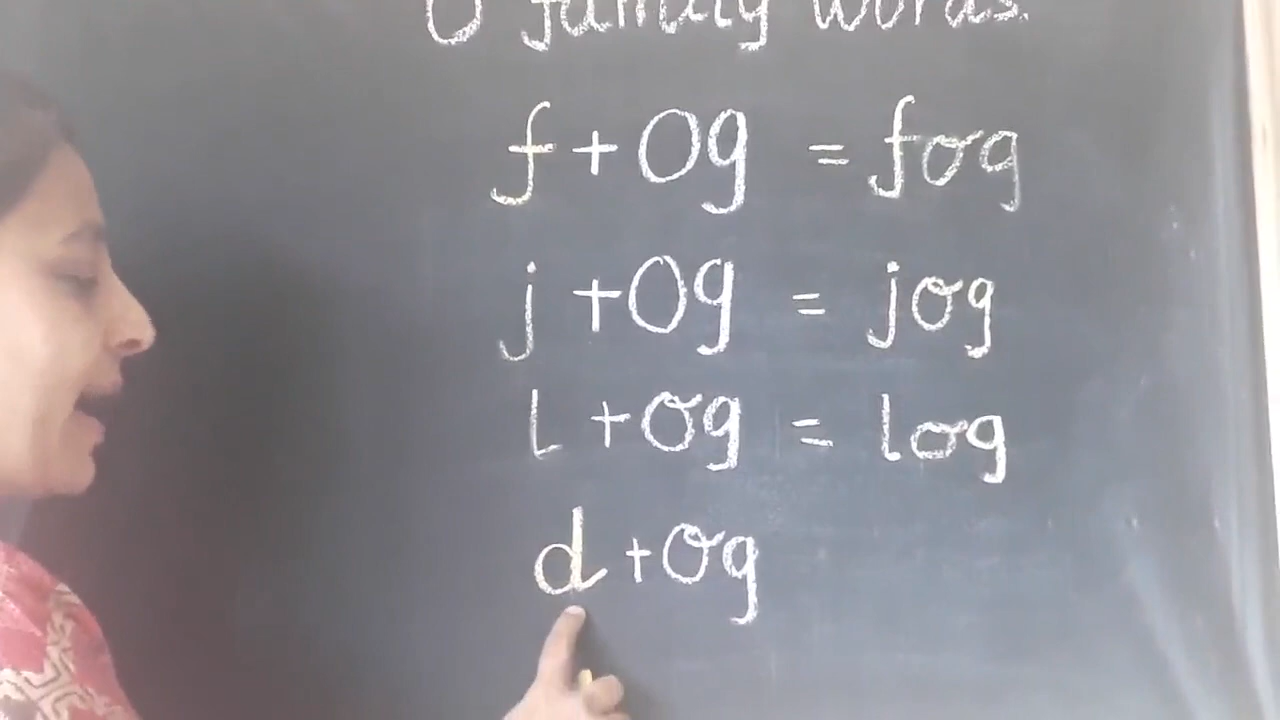 O family words.
f + Og = fog
j + Og = jog
l + Og = log
d + Og